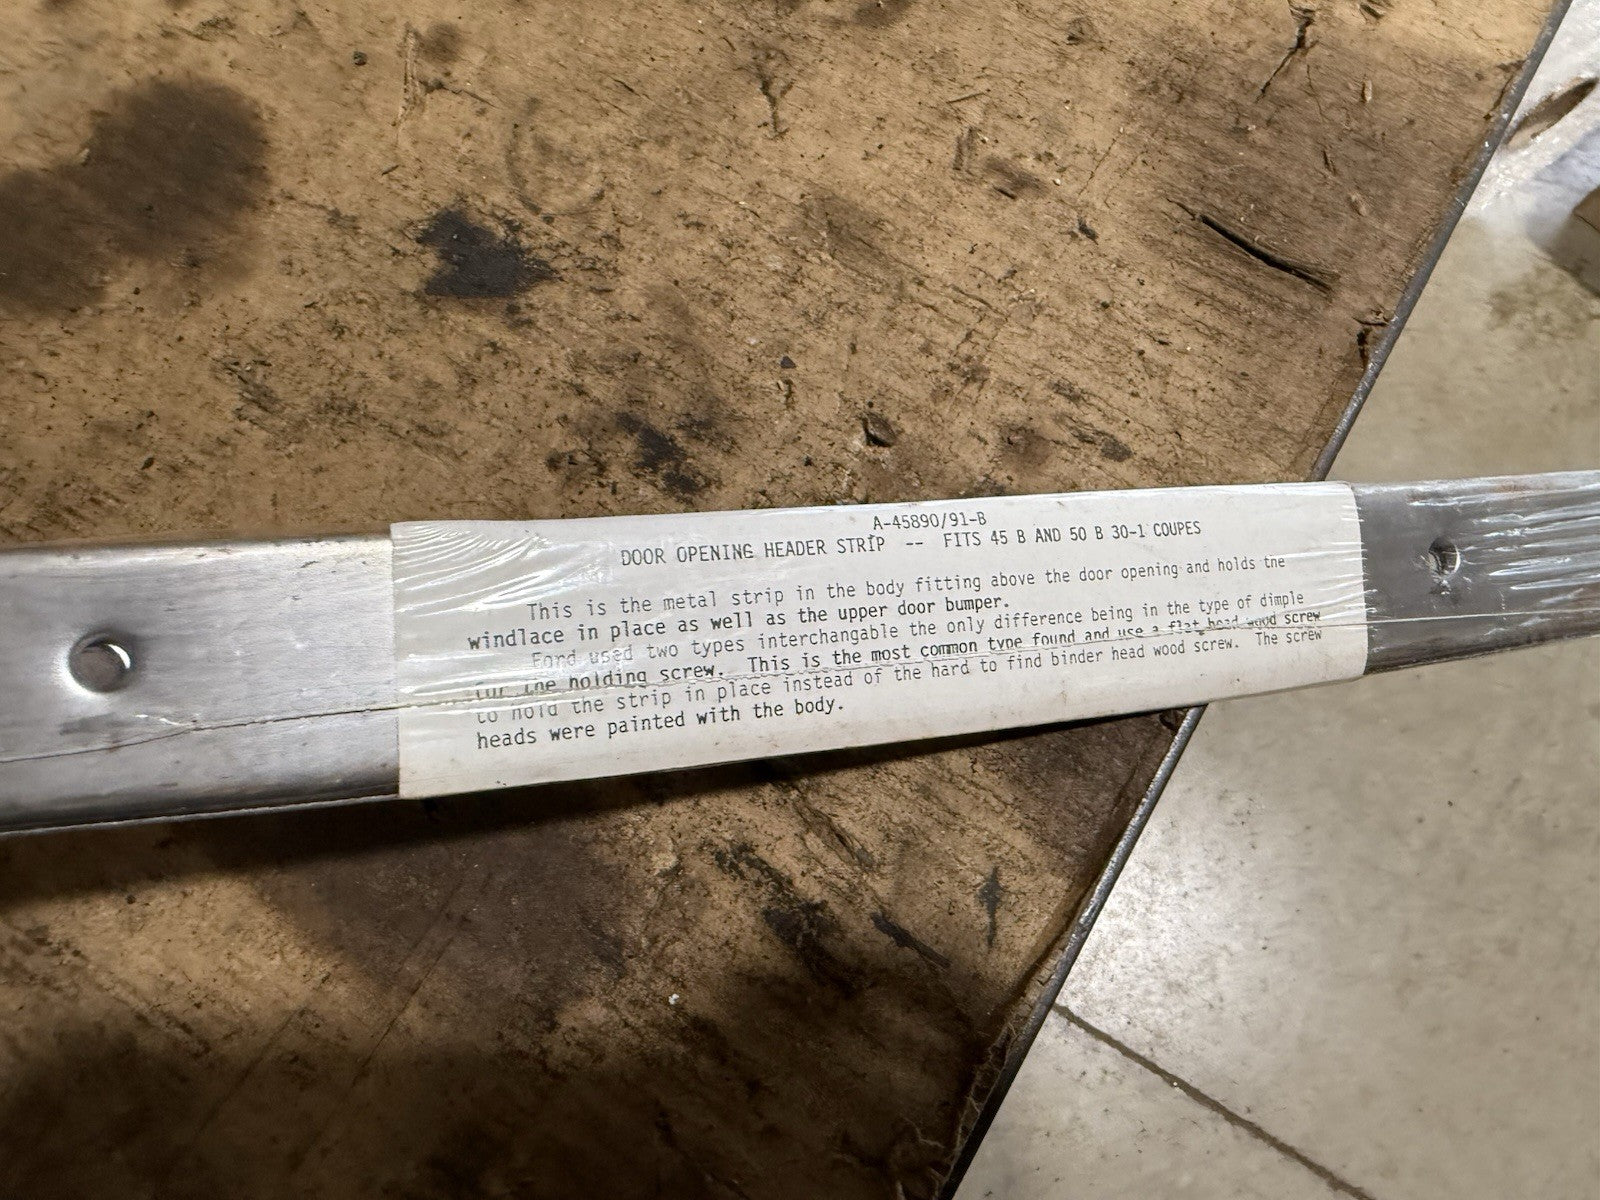 A-45890/91-B
DOOR OPENING HEADER STRIP -- FITS 45 B AND 50 B 30-1 COUPES
This is the metal strip in the body fitting above the door opening and holds the
windlace in place as well as the upper door bumper.
Ford used two types interchangable the only difference being in the type of dimple
for the holding screw. This is the most common type found and use a flat head wood screw
to hold the strip in place instead of the hard to find binder head wood screw. The screw
heads were painted with the body.